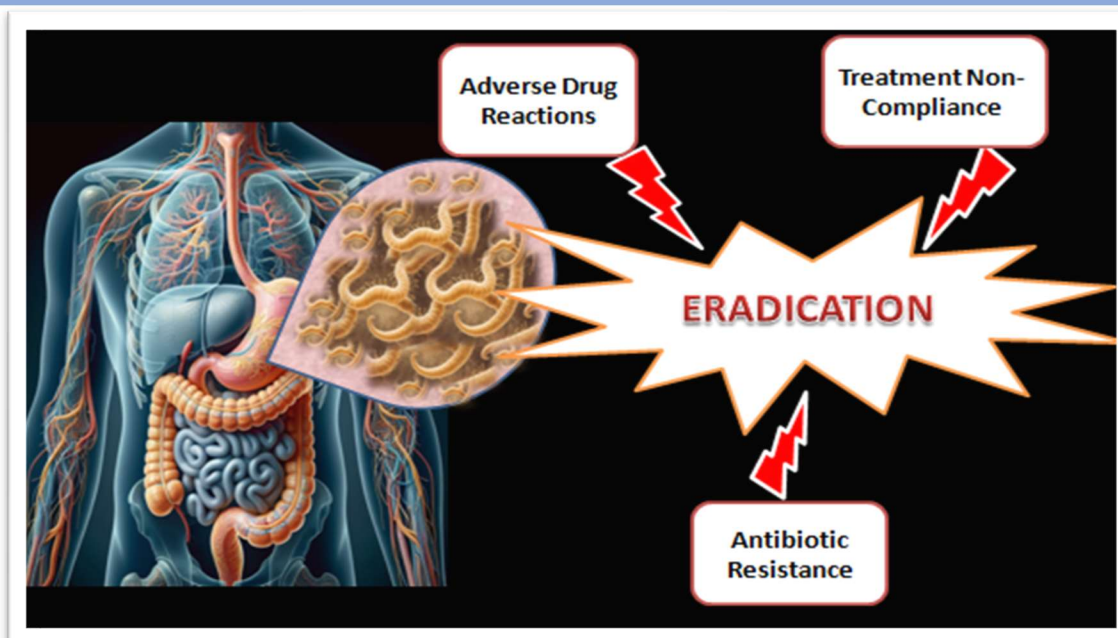 Adverse Drug
Reactions
Treatment Non-
Compliance
ERADICATION
Antibiotic
Resistance